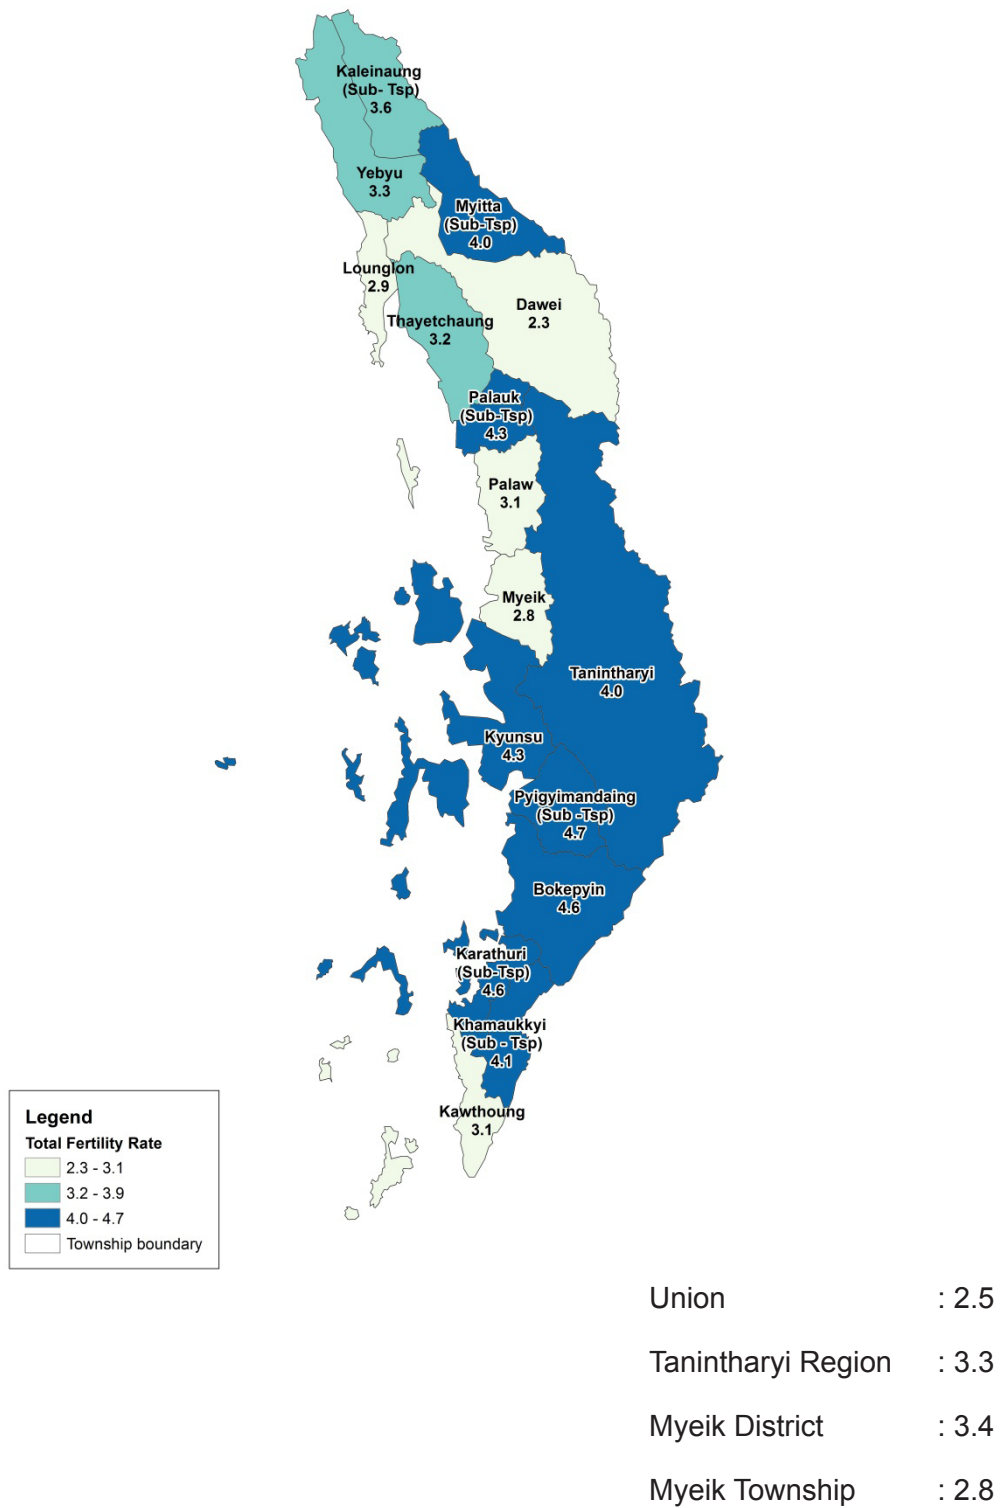 Kaleinaung
(Sub- Tsp)
3.6
Yebyu
3.3
Myitta
(Sub-Tsp)
4.0
Lounglon
2.9
Dawei
2.3
Thayetchaung
3.2
Palauk
(Sub-Tsp)
4.3
Palaw
3.1
Myeik
2.8
Tanintharyi
4.0
Kyunsu
4.3
Pyigyimandaing
(Sub -Tsp)
4.7
Bokepyin
4.6
Karathuri
(Sub-Tsp)
4.6
Khamaukkyi
(Sub - Tsp)
4.1
Kawthoung
3.1
Legend
Total Fertility Rate
2.3 - 3.1
3.2 - 3.9
4.0 - 4.7
Township boundary
Union : 2.5
Tanintharyi Region : 3.3
Myeik District : 3.4
Myeik Township : 2.8